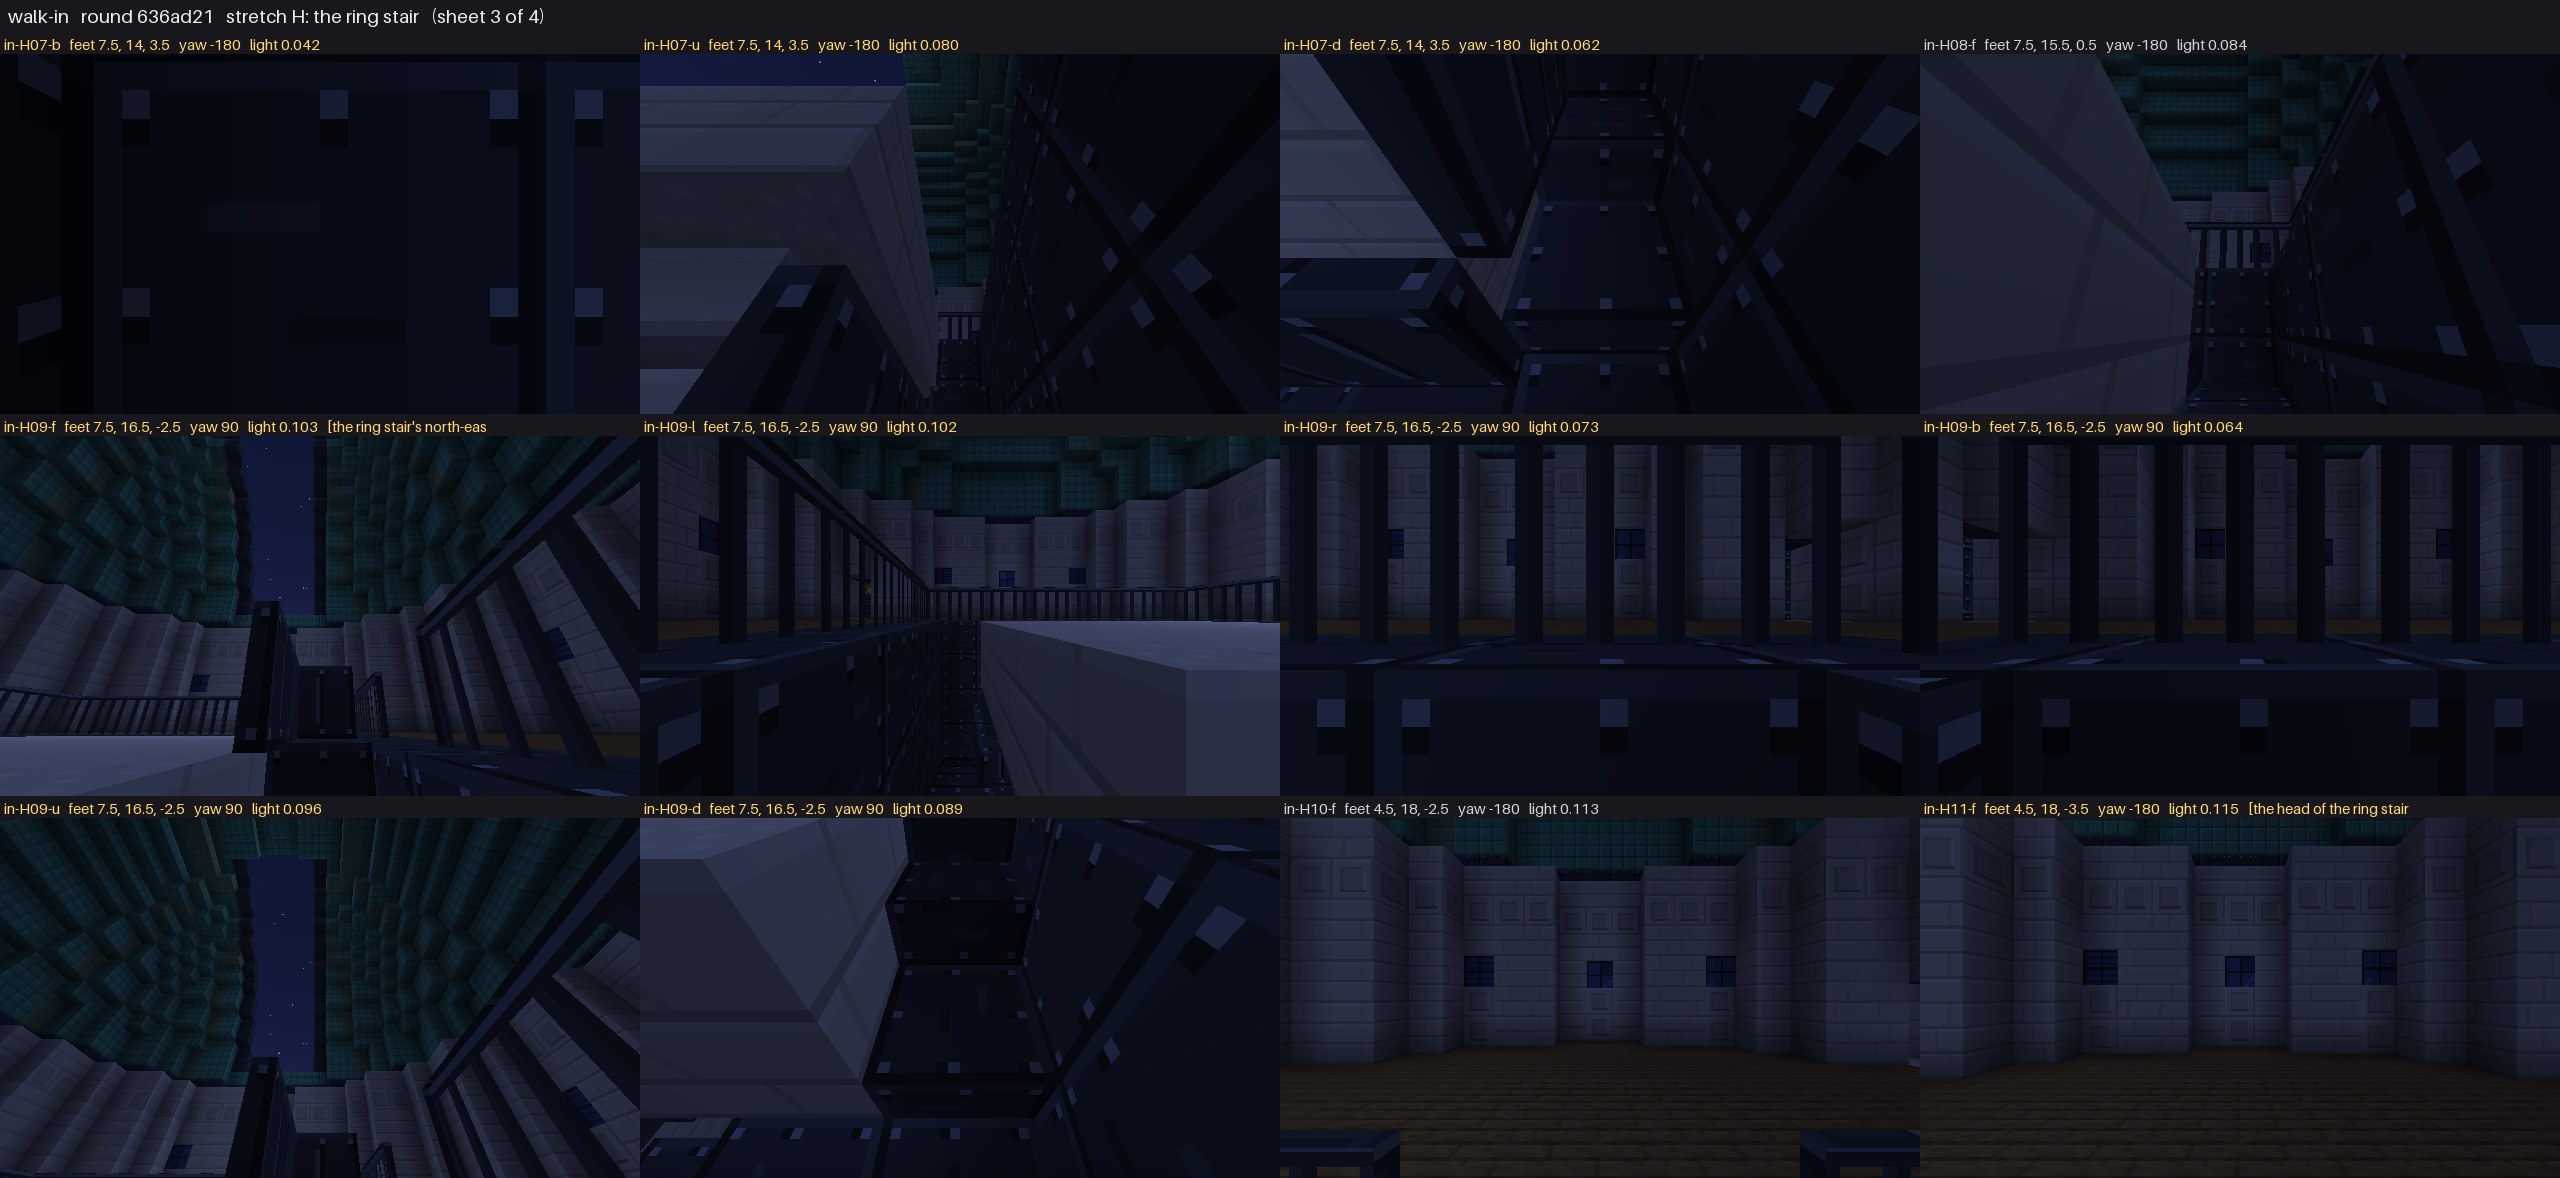 walk-in round 636ad21 stretch H: the ring stair (sheet 3 of 4)
in-H07-b feet 7.5, 14, 3.5 yaw -180 light 0.042
in-H07-u feet 7.5, 14, 3.5 yaw -180 light 0.080
in-H07-d feet 7.5, 14, 3.5 yaw -180 light 0.062
in-H08-f feet 7.5, 15.5, 0.5 yaw -180 light 0.084
in-H09-f feet 7.5, 16.5, -2.5 yaw 90 light 0.103 [the ring stair's north-eas
in-H09-l feet 7.5, 16.5, -2.5 yaw 90 light 0.102
in-H09-r feet 7.5, 16.5, -2.5 yaw 90 light 0.073
in-H09-b feet 7.5, 16.5, -2.5 yaw 90 light 0.064
in-H09-u feet 7.5, 16.5, -2.5 yaw 90 light 0.096
in-H09-d feet 7.5, 16.5, -2.5 yaw 90 light 0.089
in-H10-f feet 4.5, 18, -2.5 yaw -180 light 0.113
in-H11-f feet 4.5, 18, -3.5 yaw -180 light 0.115 [the head of the ring stair